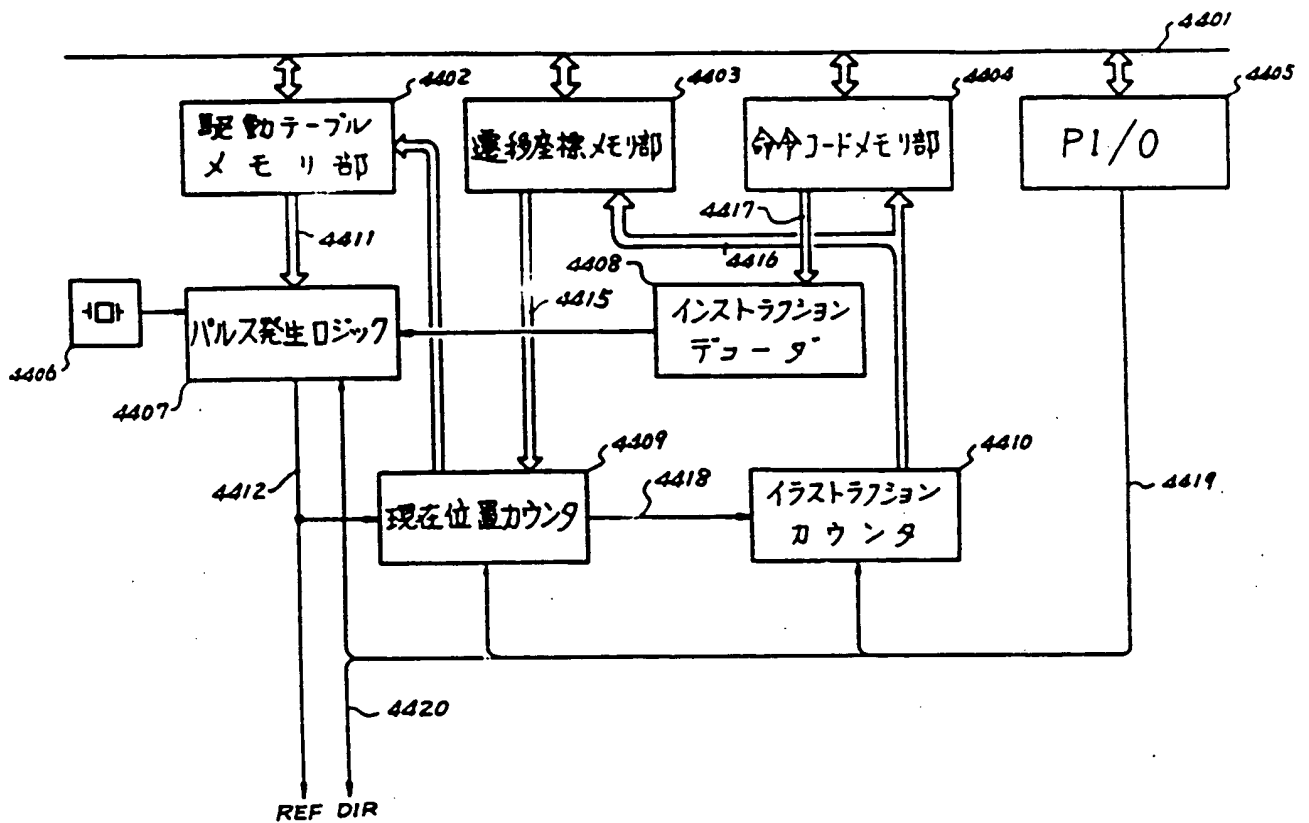 4401
4402
4403
4404
4405
駆動テーブル
メモリ部
遷移座標メモリ部
命令コードメモリ部
PI/O
4411
4417
4416
4408
4415
インストラクション
デコーダ
パルス発生ロジック
4406
4407
4409
4410
4412
4418
4419
現在位置カウンタ
イラストラクション
カウンタ
4420
REF DIR